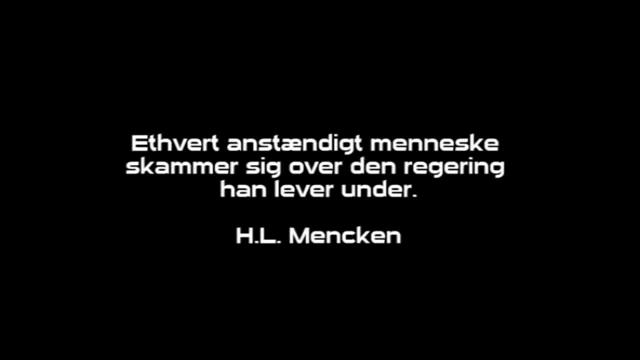 Ethvert anstændigt menneske
skammer sig over den regering
han lever under.
H.L. Mencken